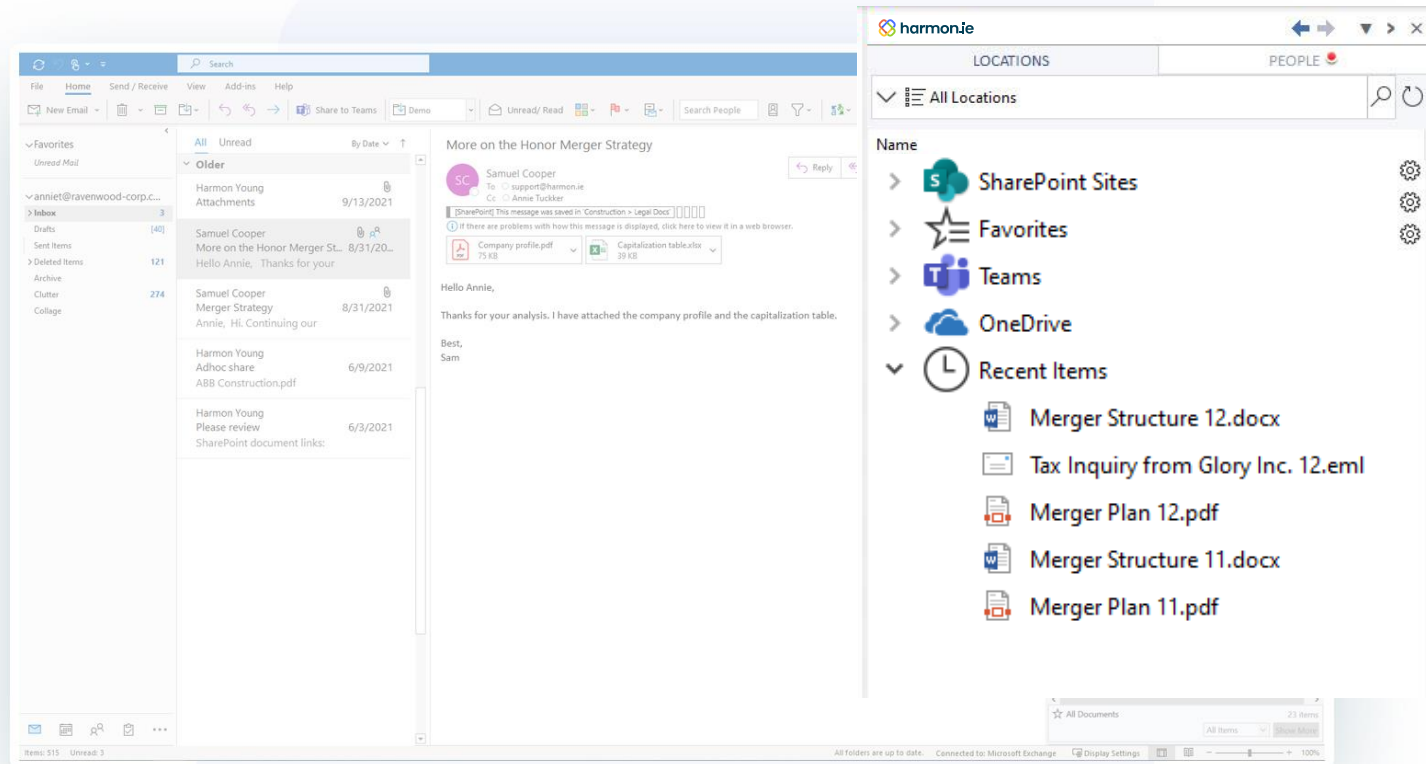 harmon.ie
LOCATIONS
PEOPLE
All Locations
Name
SharePoint Sites
Favorites
Teams
OneDrive
Recent Items
Merger Structure 12.docx
Tax Inquiry from Glory Inc. 12.eml
Merger Plan 12.pdf
Merger Structure 11.docx
Merger Plan 11.pdf
Search
File Home Send / Receive View Add-ins Help
New Email
Share to Teams
Demo
Unread/ Read
Search People
Favorites
Unread Mail
anniet@ravenwood-corp.c...
Inbox 3
Drafts [40]
Sent Items
Deleted Items 121
Archive
Clutter 274
Collage
All Unread By Date
Older
Harmon Young
Attachments 9/13/2021
Samuel Cooper
More on the Honor Merger St... 8/31/20...
Hello Annie, Thanks for your
Samuel Cooper
Merger Strategy 8/31/2021
Annie, Hi. Continuing our
Harmon Young
Adhoc share 6/9/2021
ABB Construction.pdf
Harmon Young
Please review 6/3/2021
SharePoint document links:
More on the Honor Merger Strategy
Reply
SC
Samuel Cooper
To support@harmon.ie
Cc Annie Tuckker
[SharePoint] This message was saved in 'Construction > Legal Docs'
If there are problems with how this message is displayed, click here to view it in a web browser.
Company profile.pdf
75 KB
Capitalization table.xlsx
39 KB
Hello Annie,
Thanks for your analysis. I have attached the company profile and the capitalization table.
Best,
Sam
All Documents 23 items
All Items Show More
Items: 515 Unread: 3
All folders are up to date. Connected to: Microsoft Exchange Display Settings 100%